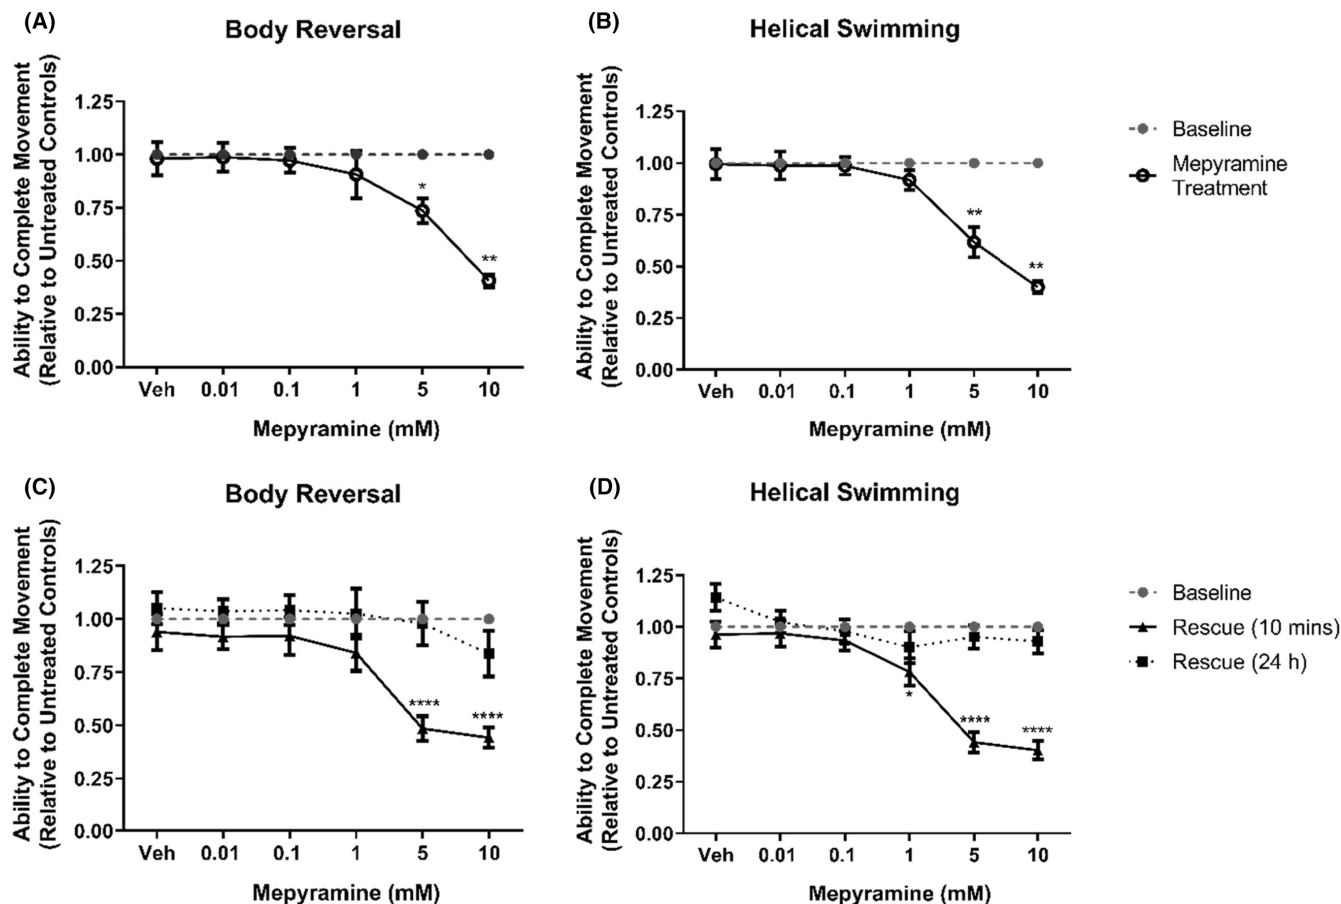 (A)
Body Reversal
Ability to Complete Movement
(Relative to Untreated Controls)
1.25
1.00
0.75
0.50
0.25
0.00
*
**
Veh 0.01 0.1 1 5 10
Mepyramine (mM)
(B)
Helical Swimming
Ability to Complete Movement
(Relative to Untreated Controls)
1.25
1.00
0.75
0.50
0.25
0.00
**
**
Veh 0.01 0.1 1 5 10
Mepyramine (mM)
Baseline
Mepyramine
Treatment
(C)
Body Reversal
Ability to Complete Movement
(Relative to Untreated Controls)
1.25
1.00
0.75
0.50
0.25
0.00
****
****
Veh 0.01 0.1 1 5 10
Mepyramine (mM)
(D)
Helical Swimming
Ability to Complete Movement
(Relative to Untreated Controls)
1.25
1.00
0.75
0.50
0.25
0.00
*
****
****
Veh 0.01 0.1 1 5 10
Mepyramine (mM)
Baseline
Rescue (10 mins)
Rescue (24 h)